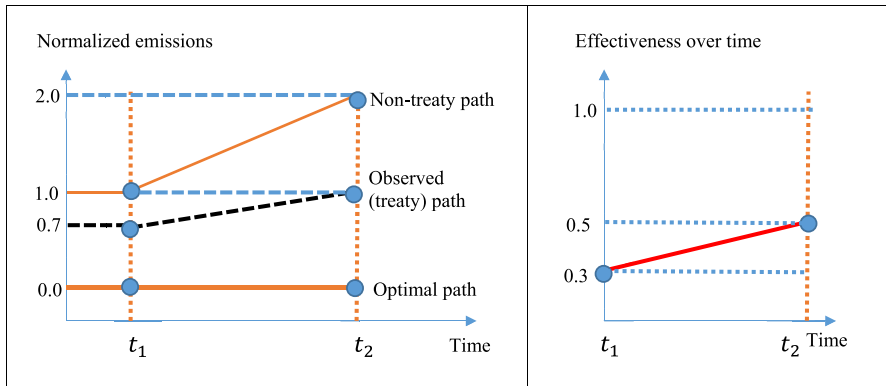 Normalized emissions
2.0
Non-treaty path
1.0
Observed
(treaty) path
0.7
0.0
Optimal path
t1
t2
Time
Effectiveness over time
1.0
0.5
0.3
t1
t2
Time